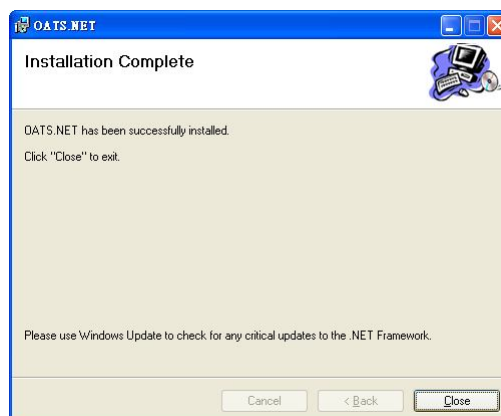 OATS.NET
Installation Complete
OATS.NET has been successfully installed.
Click "Close" to exit.
Please use Windows Update to check for any critical updates to the .NET Framework.
Cancel
< Back
Close